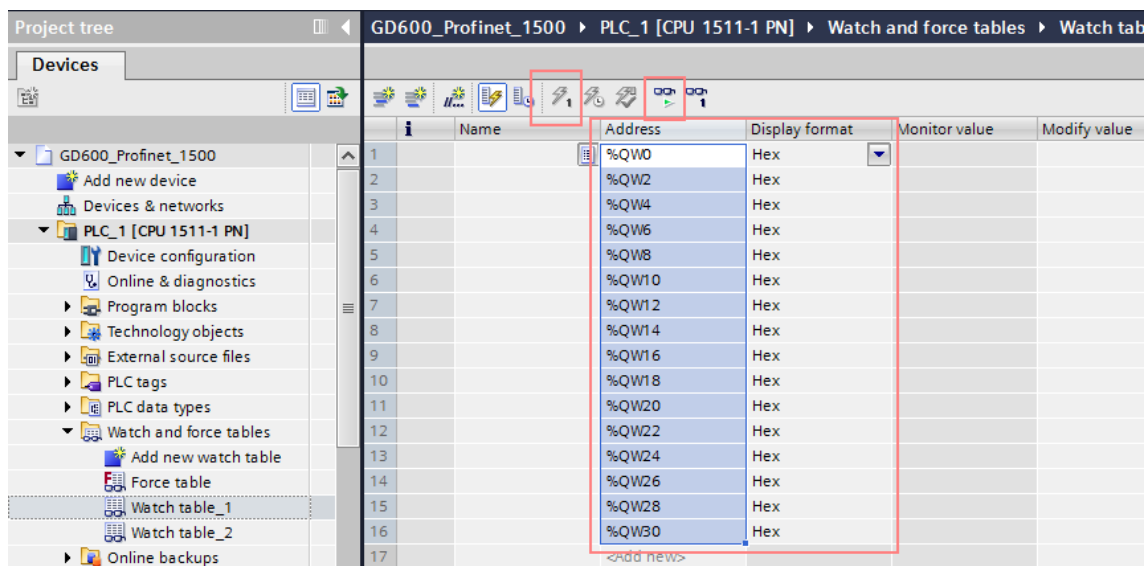 Project tree
GD600_Profinet_1500 ▸ PLC_1 [CPU 1511-1 PN] ▸ Watch and force tables ▸ Watch tab
Devices
i Name Address Display format Monitor value Modify value
GD600_Profinet_1500
Add new device
Devices & networks
PLC_1 [CPU 1511-1 PN]
Device configuration
Online & diagnostics
Program blocks
Technology objects
External source files
PLC tags
PLC data types
Watch and force tables
Add new watch table
Force table
Watch table_1
Watch table_2
Online backups
1 %QW0 Hex
2 %QW2 Hex
3 %QW4 Hex
4 %QW6 Hex
5 %QW8 Hex
6 %QW10 Hex
7 %QW12 Hex
8 %QW14 Hex
9 %QW16 Hex
10 %QW18 Hex
11 %QW20 Hex
12 %QW22 Hex
13 %QW24 Hex
14 %QW26 Hex
15 %QW28 Hex
16 %QW30 Hex
17 <Add new>